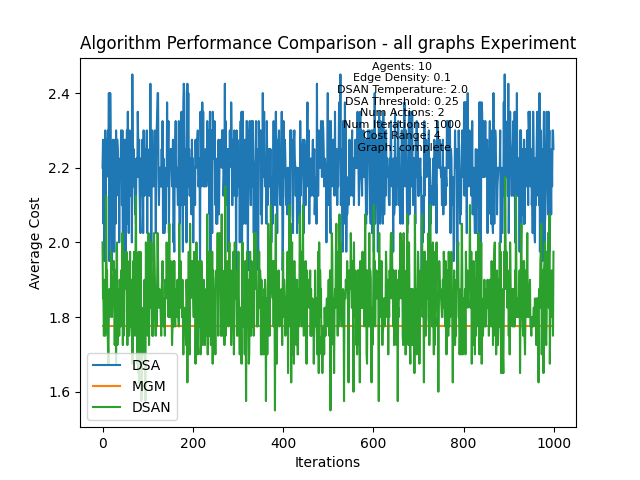 Algorithm Performance Comparison - all graphs Experiment
Agents: 10
Edge Density: 0.1
DSAN Temperature: 2.0
DSA Threshold: 0.25
Num Actions: 2
Num Iterations: 1000
Cost Range: 4
Graph: complete
Average Cost
2.4
2.2
2.0
1.8
1.6
DSA
MGM
DSAN
0
200
400
600
800
1000
Iterations